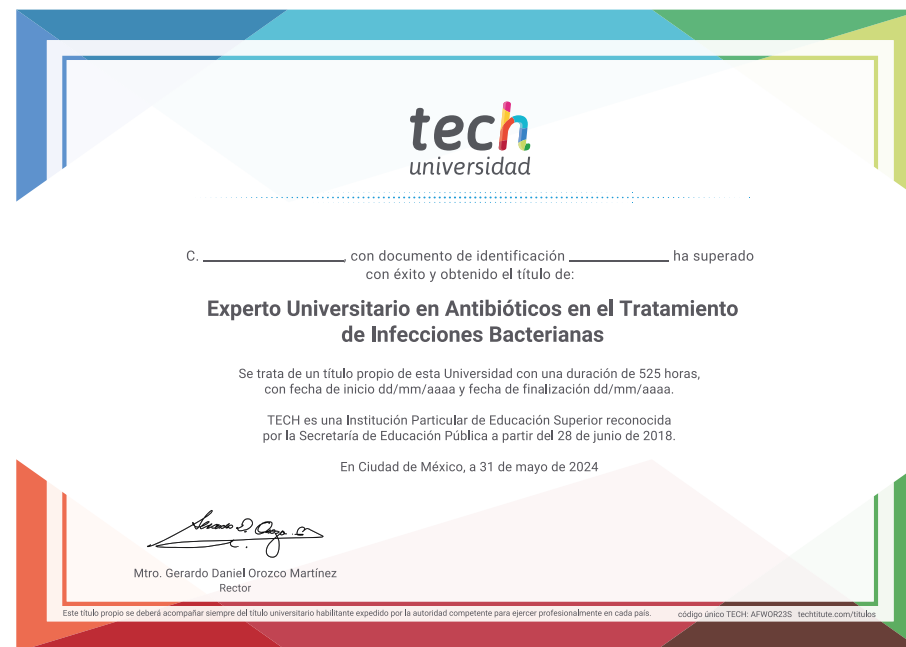 tech
universidad
C. ____________, con documento de identificación ____________ ha superado
con éxito y obtenido el título de:
Experto Universitario en Antibióticos en el Tratamiento
de Infecciones Bacterianas
Se trata de un título propio de esta Universidad con una duración de 525 horas,
con fecha de inicio dd/mm/aaaa y fecha de finalización dd/mm/aaaa.
TECH es una Institución Particular de Educación Superior reconocida
por la Secretaría de Educación Pública a partir del 28 de junio de 2018.
En Ciudad de México, a 31 de mayo de 2024
Mtro. Gerardo Daniel Orozco Martínez
Rector
Este título propio se deberá acompañar siempre del título universitario habilitante expedido por la autoridad competente para ejercer profesionalmente en cada país. código único TECH: AFWOR23S techtitute.com/titulos